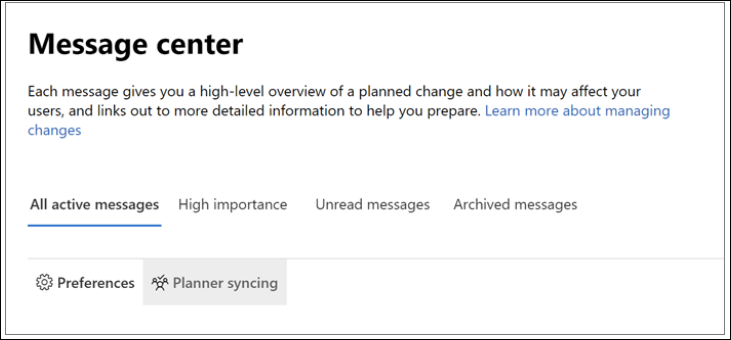 Message center
Each message gives you a high-level overview of a planned change and how it may affect your
users, and links out to more detailed information to help you prepare. Learn more about managing
changes
All active messages High importance Unread messages Archived messages
Preferences Planner syncing